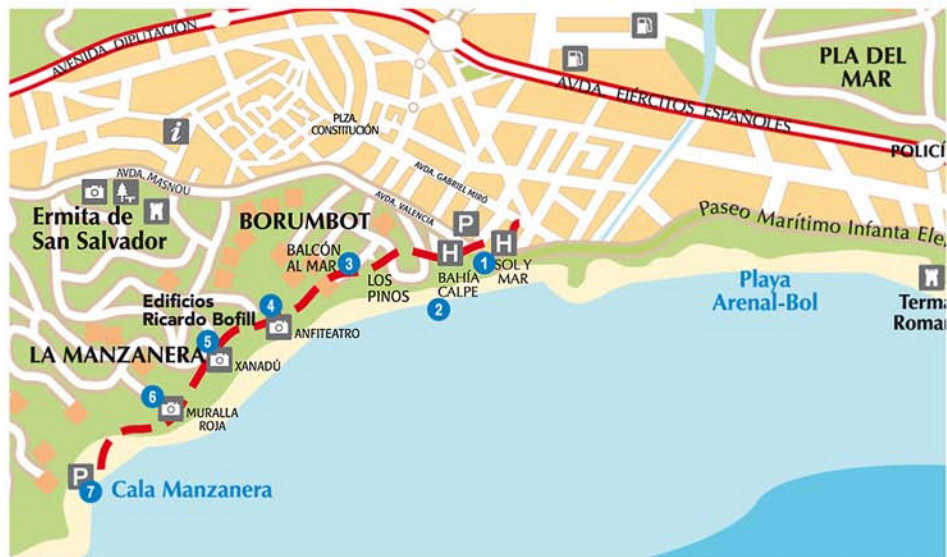 AVENIDA DIPUTACIÓN
PLA DEL
MAR
AVDA. EJÉRCITOS ESPAÑOLES
PLZA.
CONSTITUCIÓN
i
POLICÍ
AVDA. MASNOU
AVDA. GABRIEL MIRÓ
AVDA. VALENCIA
P
Ermita de
San Salvador
BORUMBOT
Paseo Marítimo Infanta Ele
BALCÓN
AL MAR
3
LOS
PINOS
H
BAHÍA
CALPE
2
1
H
SOL Y
MAR
Playa
Arenal-Bol
Terma
Roman
Edificios
Ricardo Bofill
4
ANFITEATRO
LA MANZANERA
5
XANADÚ
6
MURALLA
ROJA
P
7
Cala Manzanera